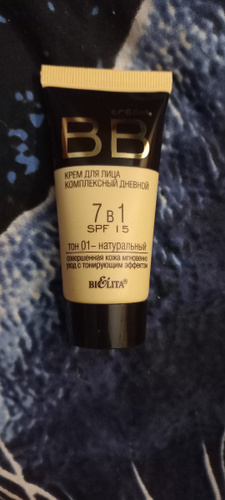 BB
КРЕМ ДЛЯ ЛИЦА
КОМПЛЕКСНЫЙ ДНЕВНОЙ
7 в 1
SPF 15
тон 01– натуральный
совершенная кожа мгновенно
уход с тонирующим эффектом
BIELITA®